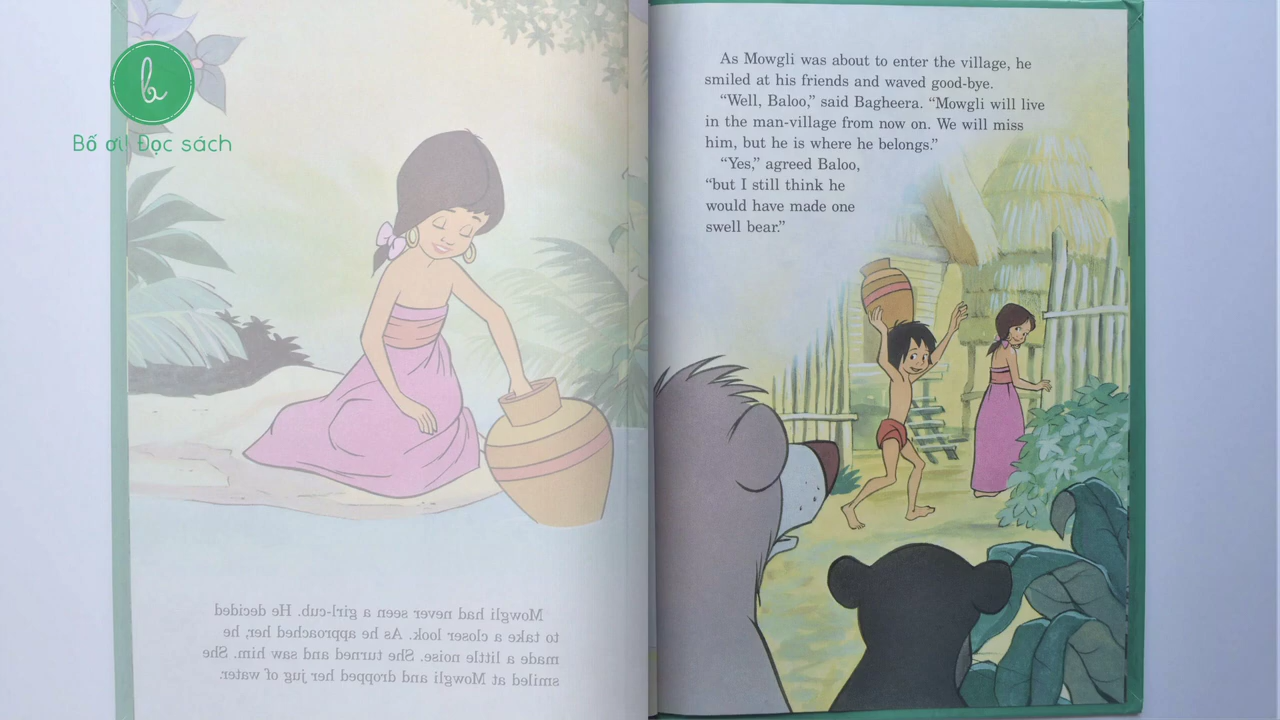 b
Bố ơi! Đọc sách
Mowgli had never seen a girl-cub. He decided
to take a closer look. As he approached her, he
made a little noise. She turned and saw him. She
smiled at Mowgli and dropped her jug of water.
As Mowgli was about to enter the village, he
smiled at his friends and waved good-bye.
“Well, Baloo,” said Bagheera. “Mowgli will live
in the man-village from now on. We will miss
him, but he is where he belongs.”
“Yes,” agreed Baloo,
“but I still think he
would have made one
swell bear.”